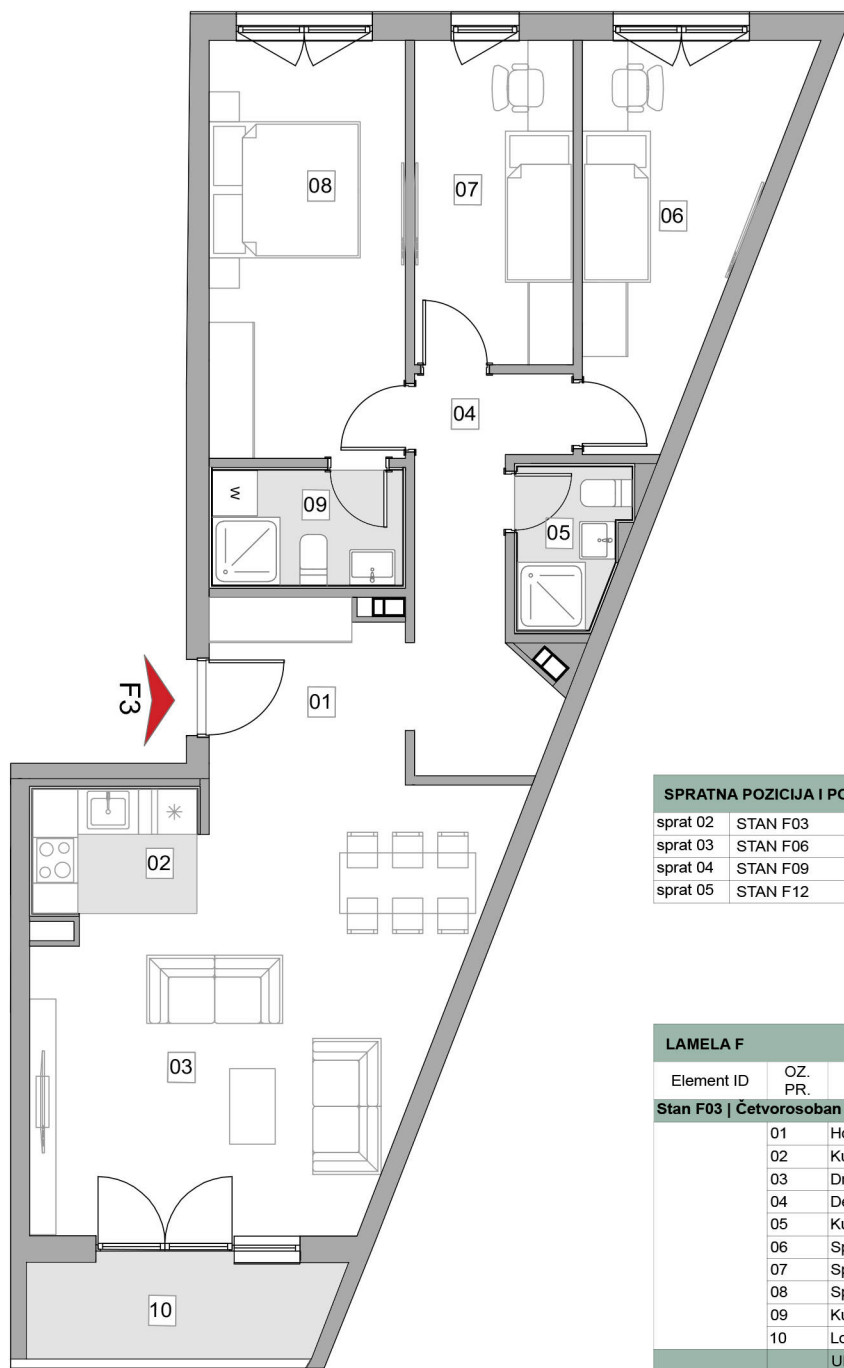 08
07
06
04
09
W
05
01
F3
02
03
10
SPRATNA POZICIJA I
sprat 02 STAN F03
sprat 03 STAN F06
sprat 04 STAN F09
sprat 05 STAN F12
LAMELA F
Element ID OZ. PR.
Stan F03 | Četvorosoban
01
02
03
04
05
06
07
08
09
10